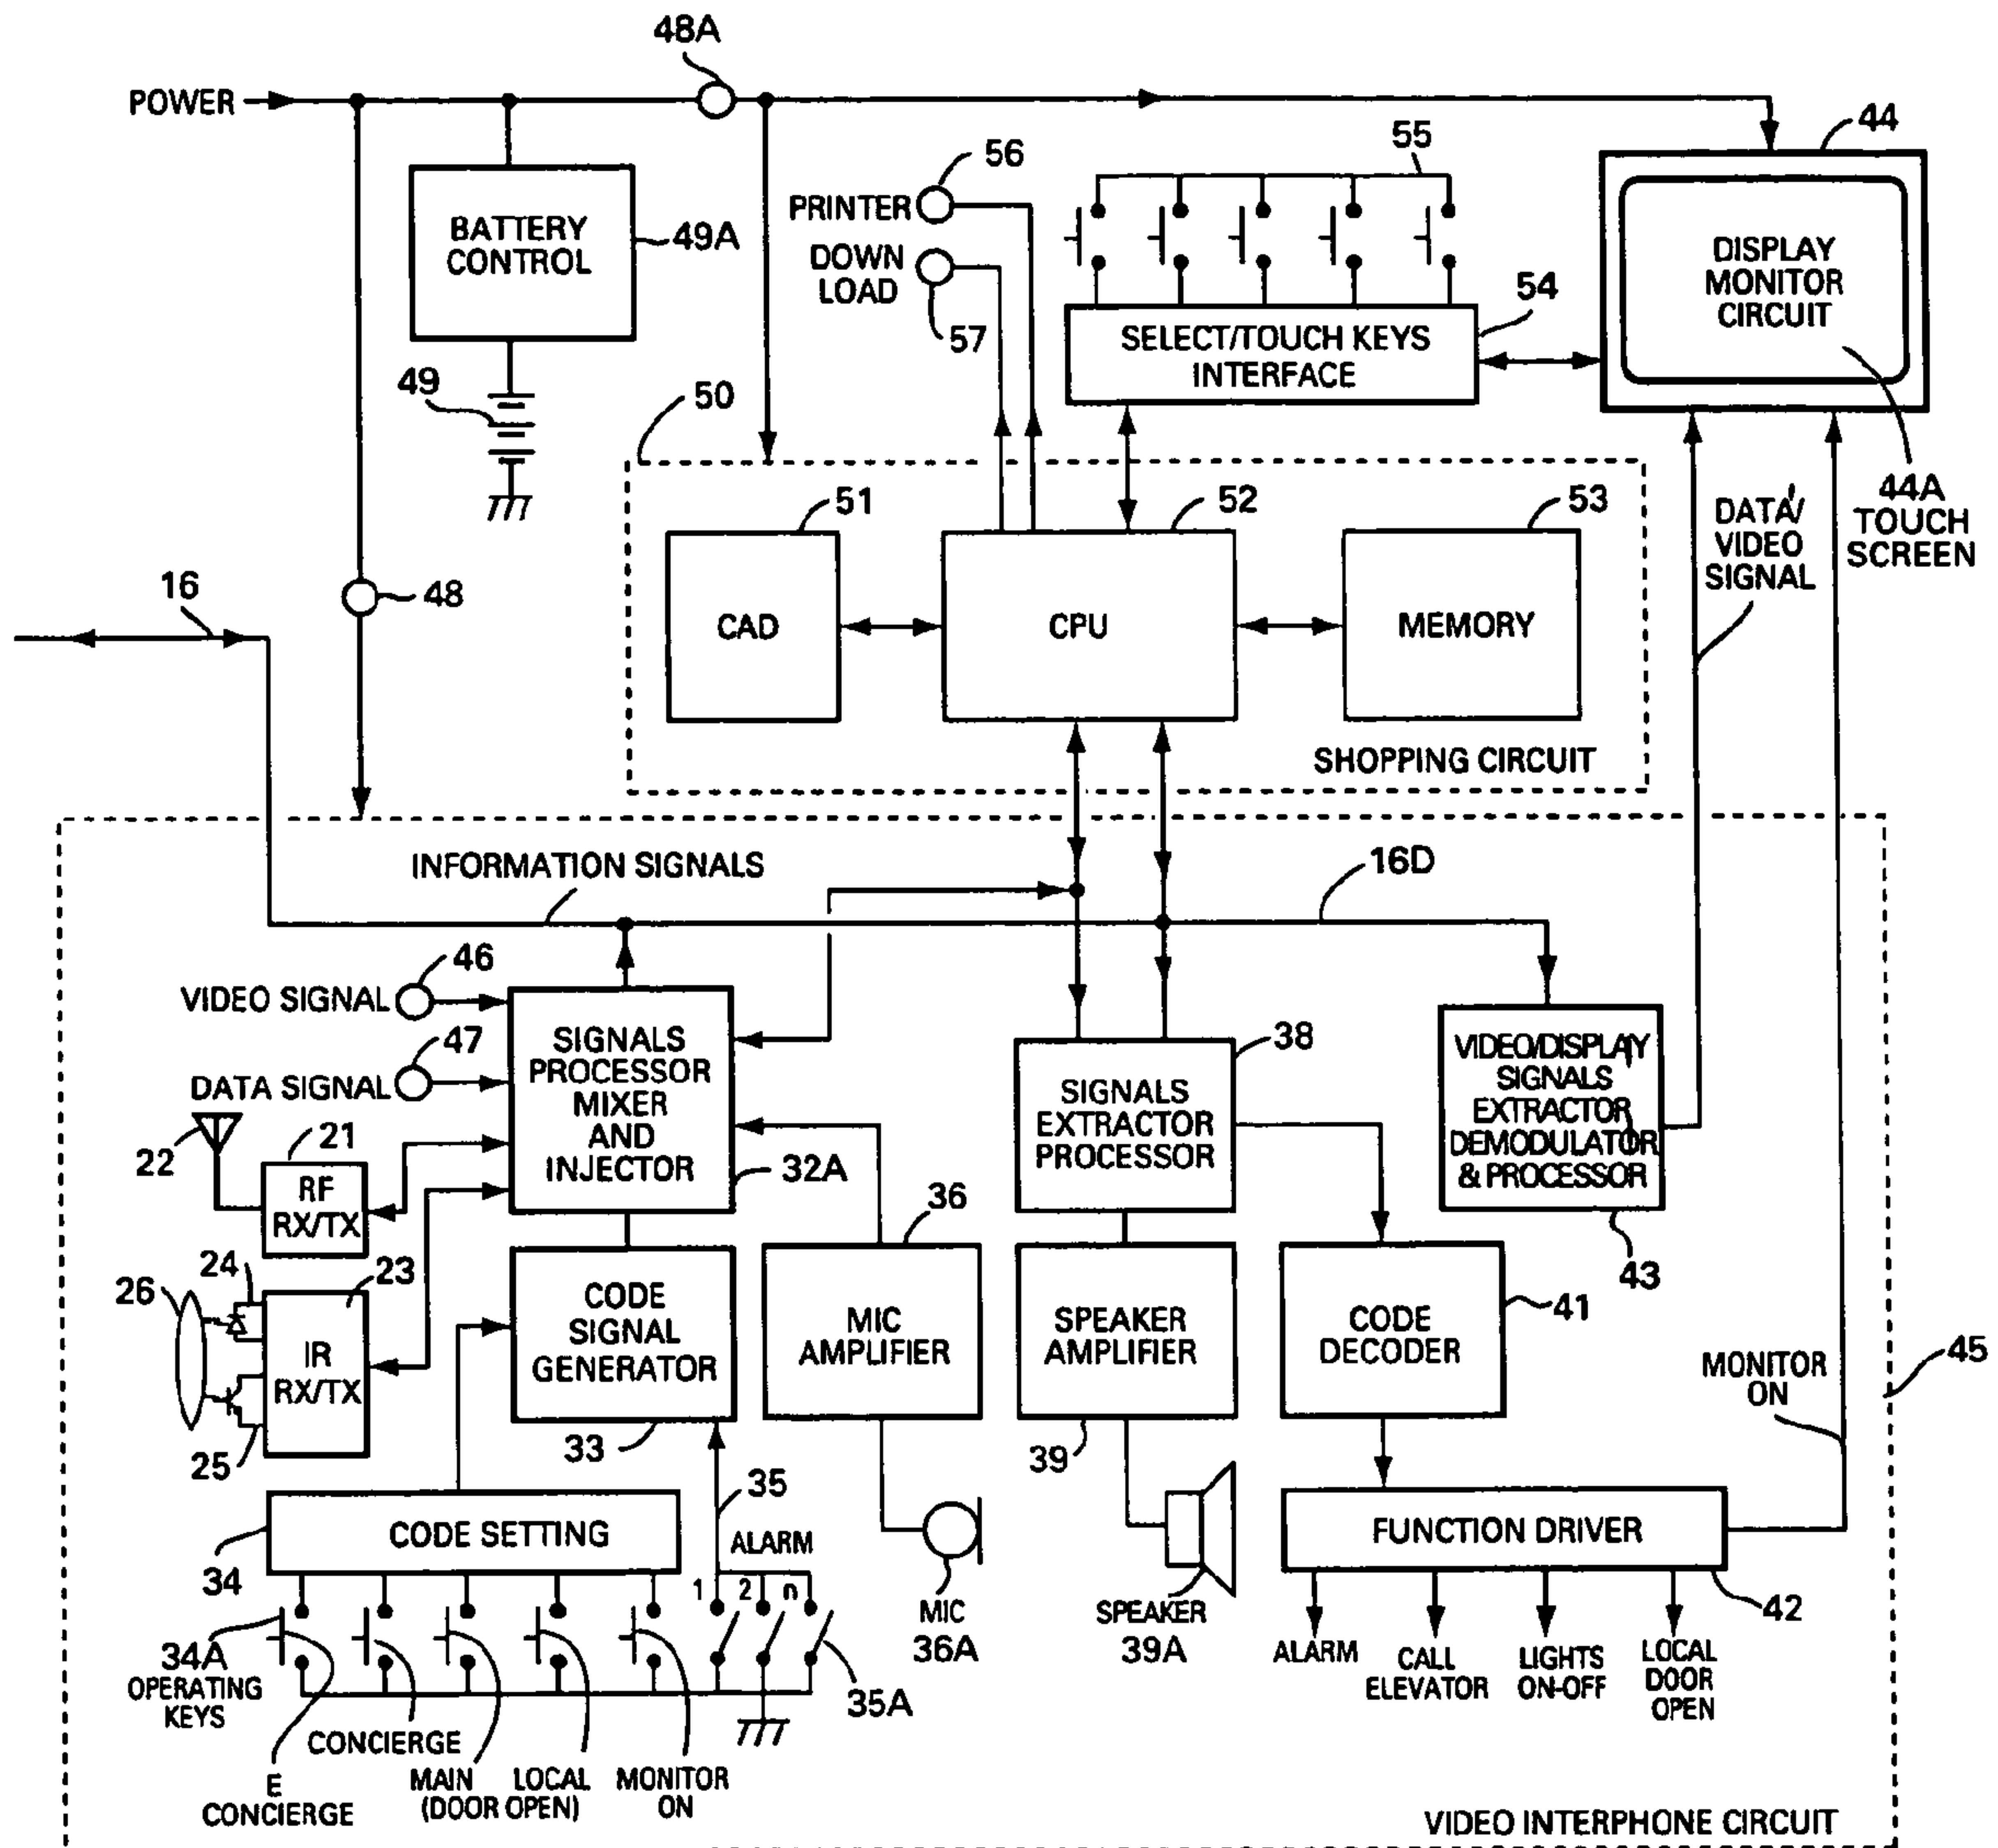 48A
POWER
44
55
56
PRINTER
BATTERY
CONTROL
49A
DOWN
LOAD
57
DISPLAY
MONITOR
CIRCUIT
54
SELECT/TOUCH KEYS
INTERFACE
49
50
44A
TOUCH
SCREEN
DATA/
VIDEO
SIGNAL
51
52
53
16
48
CAD
CPU
MEMORY
SHOPPING CIRCUIT
INFORMATION SIGNALS
16D
46
VIDEO SIGNAL
47
DATA SIGNAL
SIGNALS
PROCESSOR
MIXER
AND
INJECTOR
32A
38
SIGNALS
EXTRACTOR
PROCESSOR
VIDEO/DISPLAY
SIGNALS
EXTRACTOR
DEMODULATOR
& PROCESSOR
43
22
21
RF
RX/TX
36
24
23
26
IR
RX/TX
25
CODE
SIGNAL
GENERATOR
33
MIC
AMPLIFIER
SPEAKER
AMPLIFIER
39
CODE
DECODER
41
MONITOR
ON
45
35
CODE SETTING
34
ALARM
1 2 n
FUNCTION DRIVER
42
MIC
36A
SPEAKER
39A
ALARM
CALL
ELEVATOR
LIGHTS
ON-OFF
LOCAL
DOOR
OPEN
34A
OPERATING
KEYS
35A
E
CONCIERGE
CONCIERGE
MAIN LOCAL
(DOOR OPEN)
MONITOR
ON
VIDEO INTERPHONE CIRCUIT